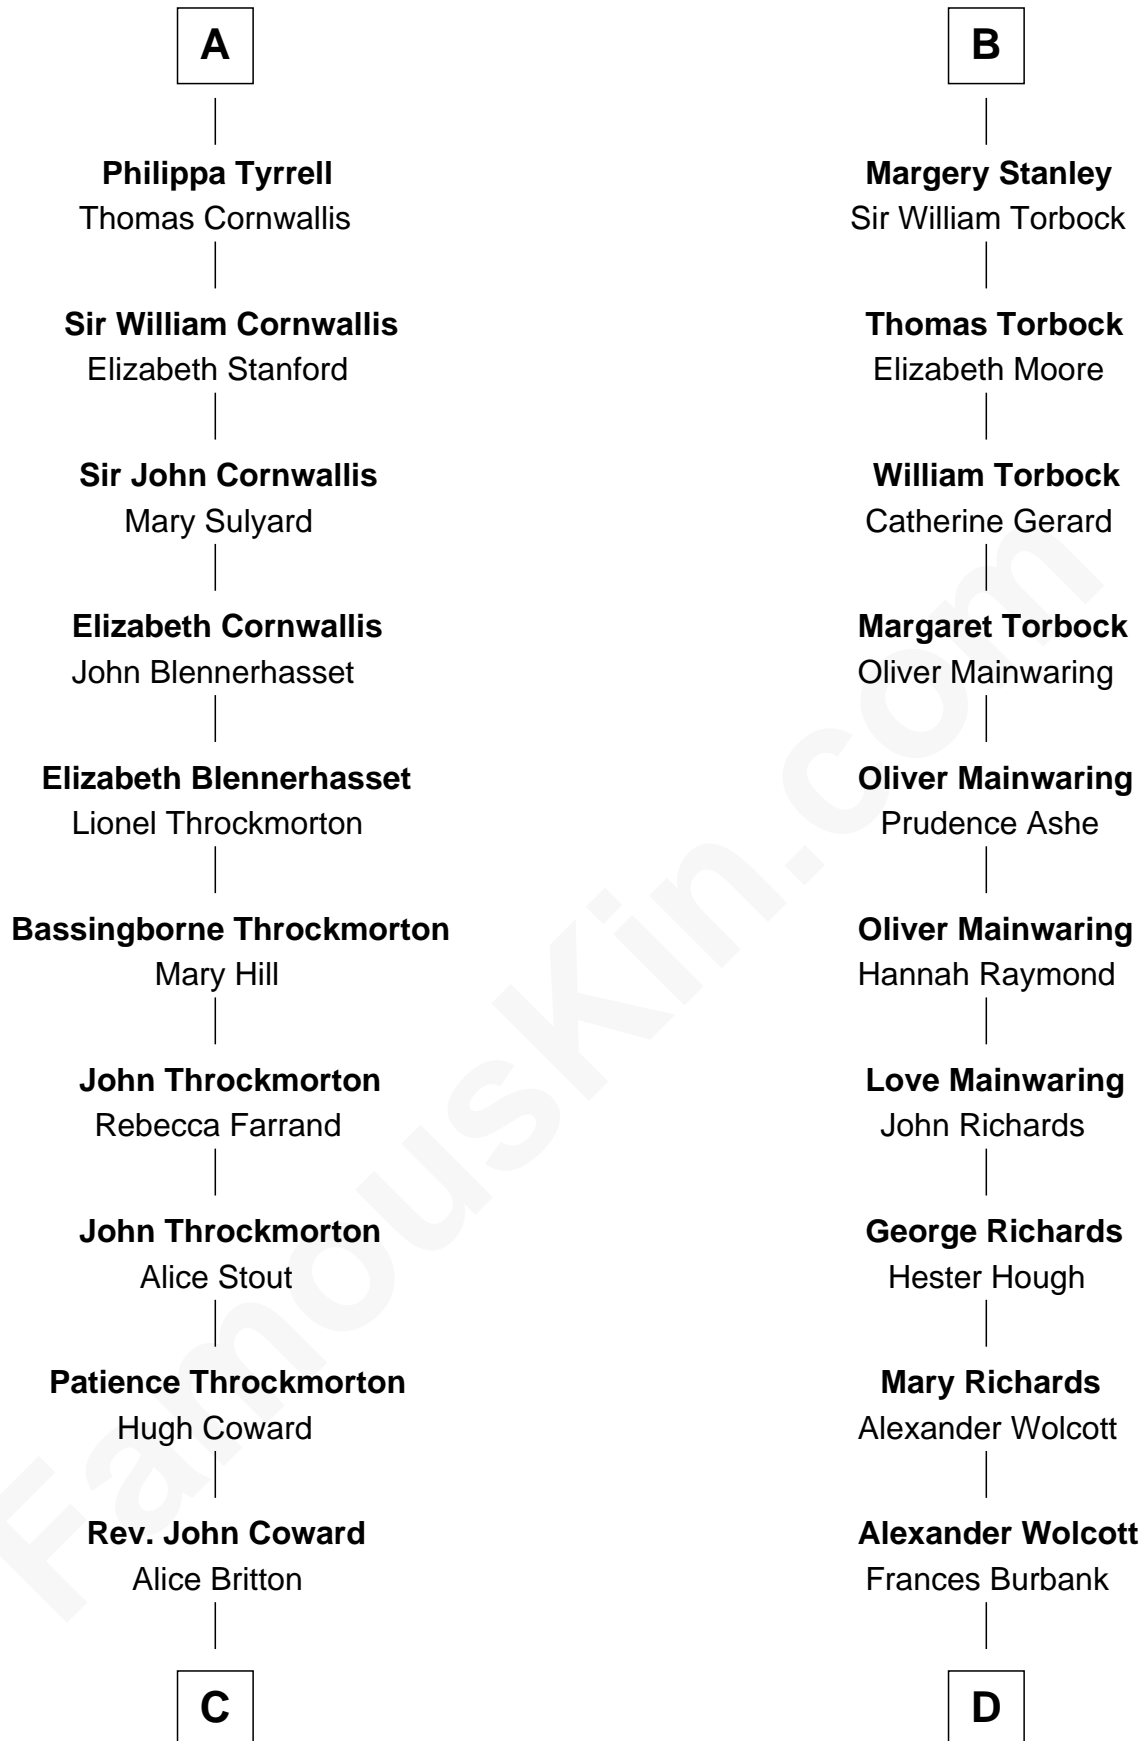 A
Philippa Tyrrell
Thomas Cornwallis
Sir William Cornwallis
Elizabeth Stanford
Sir John Cornwallis
Mary Sulyard
Elizabeth Cornwallis
John Blennerhasset
Elizabeth Blennerhasset
Lionel Throckmorton
Bassingborne Throckmorton
Mary Hill
John Throckmorton
Rebecca Farrand
John Throckmorton
Alice Stout
Patience Throckmorton
Hugh Coward
Rev. John Coward
Alice Britton
C
B
Margery Stanley
Sir William Torbock
Thomas Torbock
Elizabeth Moore
William Torbock
Catherine Gerard
Margaret Torbock
Oliver Mainwaring
Oliver Mainwaring
Prudence Ashe
Oliver Mainwaring
Hannah Raymond
Love Mainwaring
John Richards
George Richards
Hester Hough
Mary Richards
Alexander Wolcott
Alexander Wolcott
Frances Burbank
D
FamousKin.com